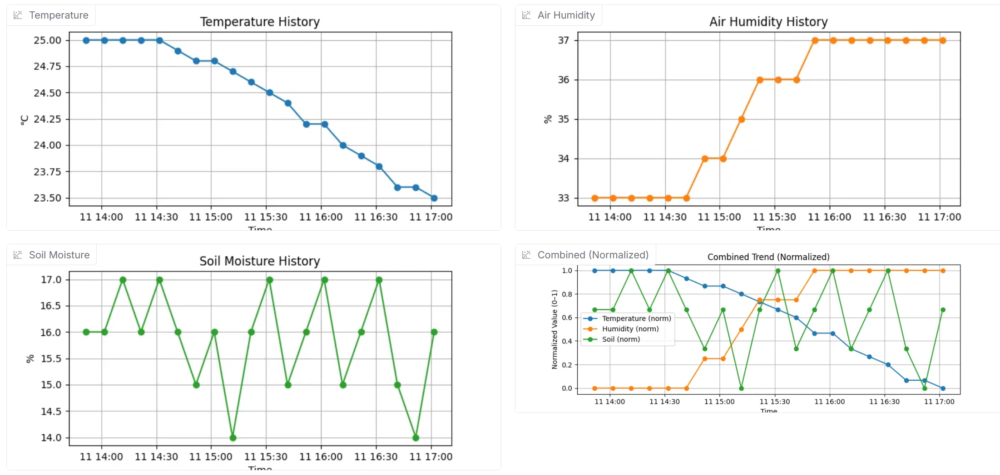 Temperature
Temperature History
25.00
24.75
24.50
24.25
24.00
23.75
23.50
°C
11 14:00 11 14:30 11 15:00 11 15:30 11 16:00 11 16:30 11 17:00
Time
Air Humidity
Air Humidity History
37
36
35
34
33
%
11 14:00 11 14:30 11 15:00 11 15:30 11 16:00 11 16:30 11 17:00
Time
Soil Moisture
Soil Moisture History
17.0
16.5
16.0
15.5
15.0
14.5
14.0
%
11 14:00 11 14:30 11 15:00 11 15:30 11 16:00 11 16:30 11 17:00
Time
Combined (Normalized)
Combined Trend (Normalized)
1.0
0.8
0.6
0.4
0.2
0.0
Normalized Value (0–1)
Temperature (norm)
Humidity (norm)
Soil (norm)
11 14:00 11 14:30 11 15:00 11 15:30 11 16:00 11 16:30 11 17:00
Time